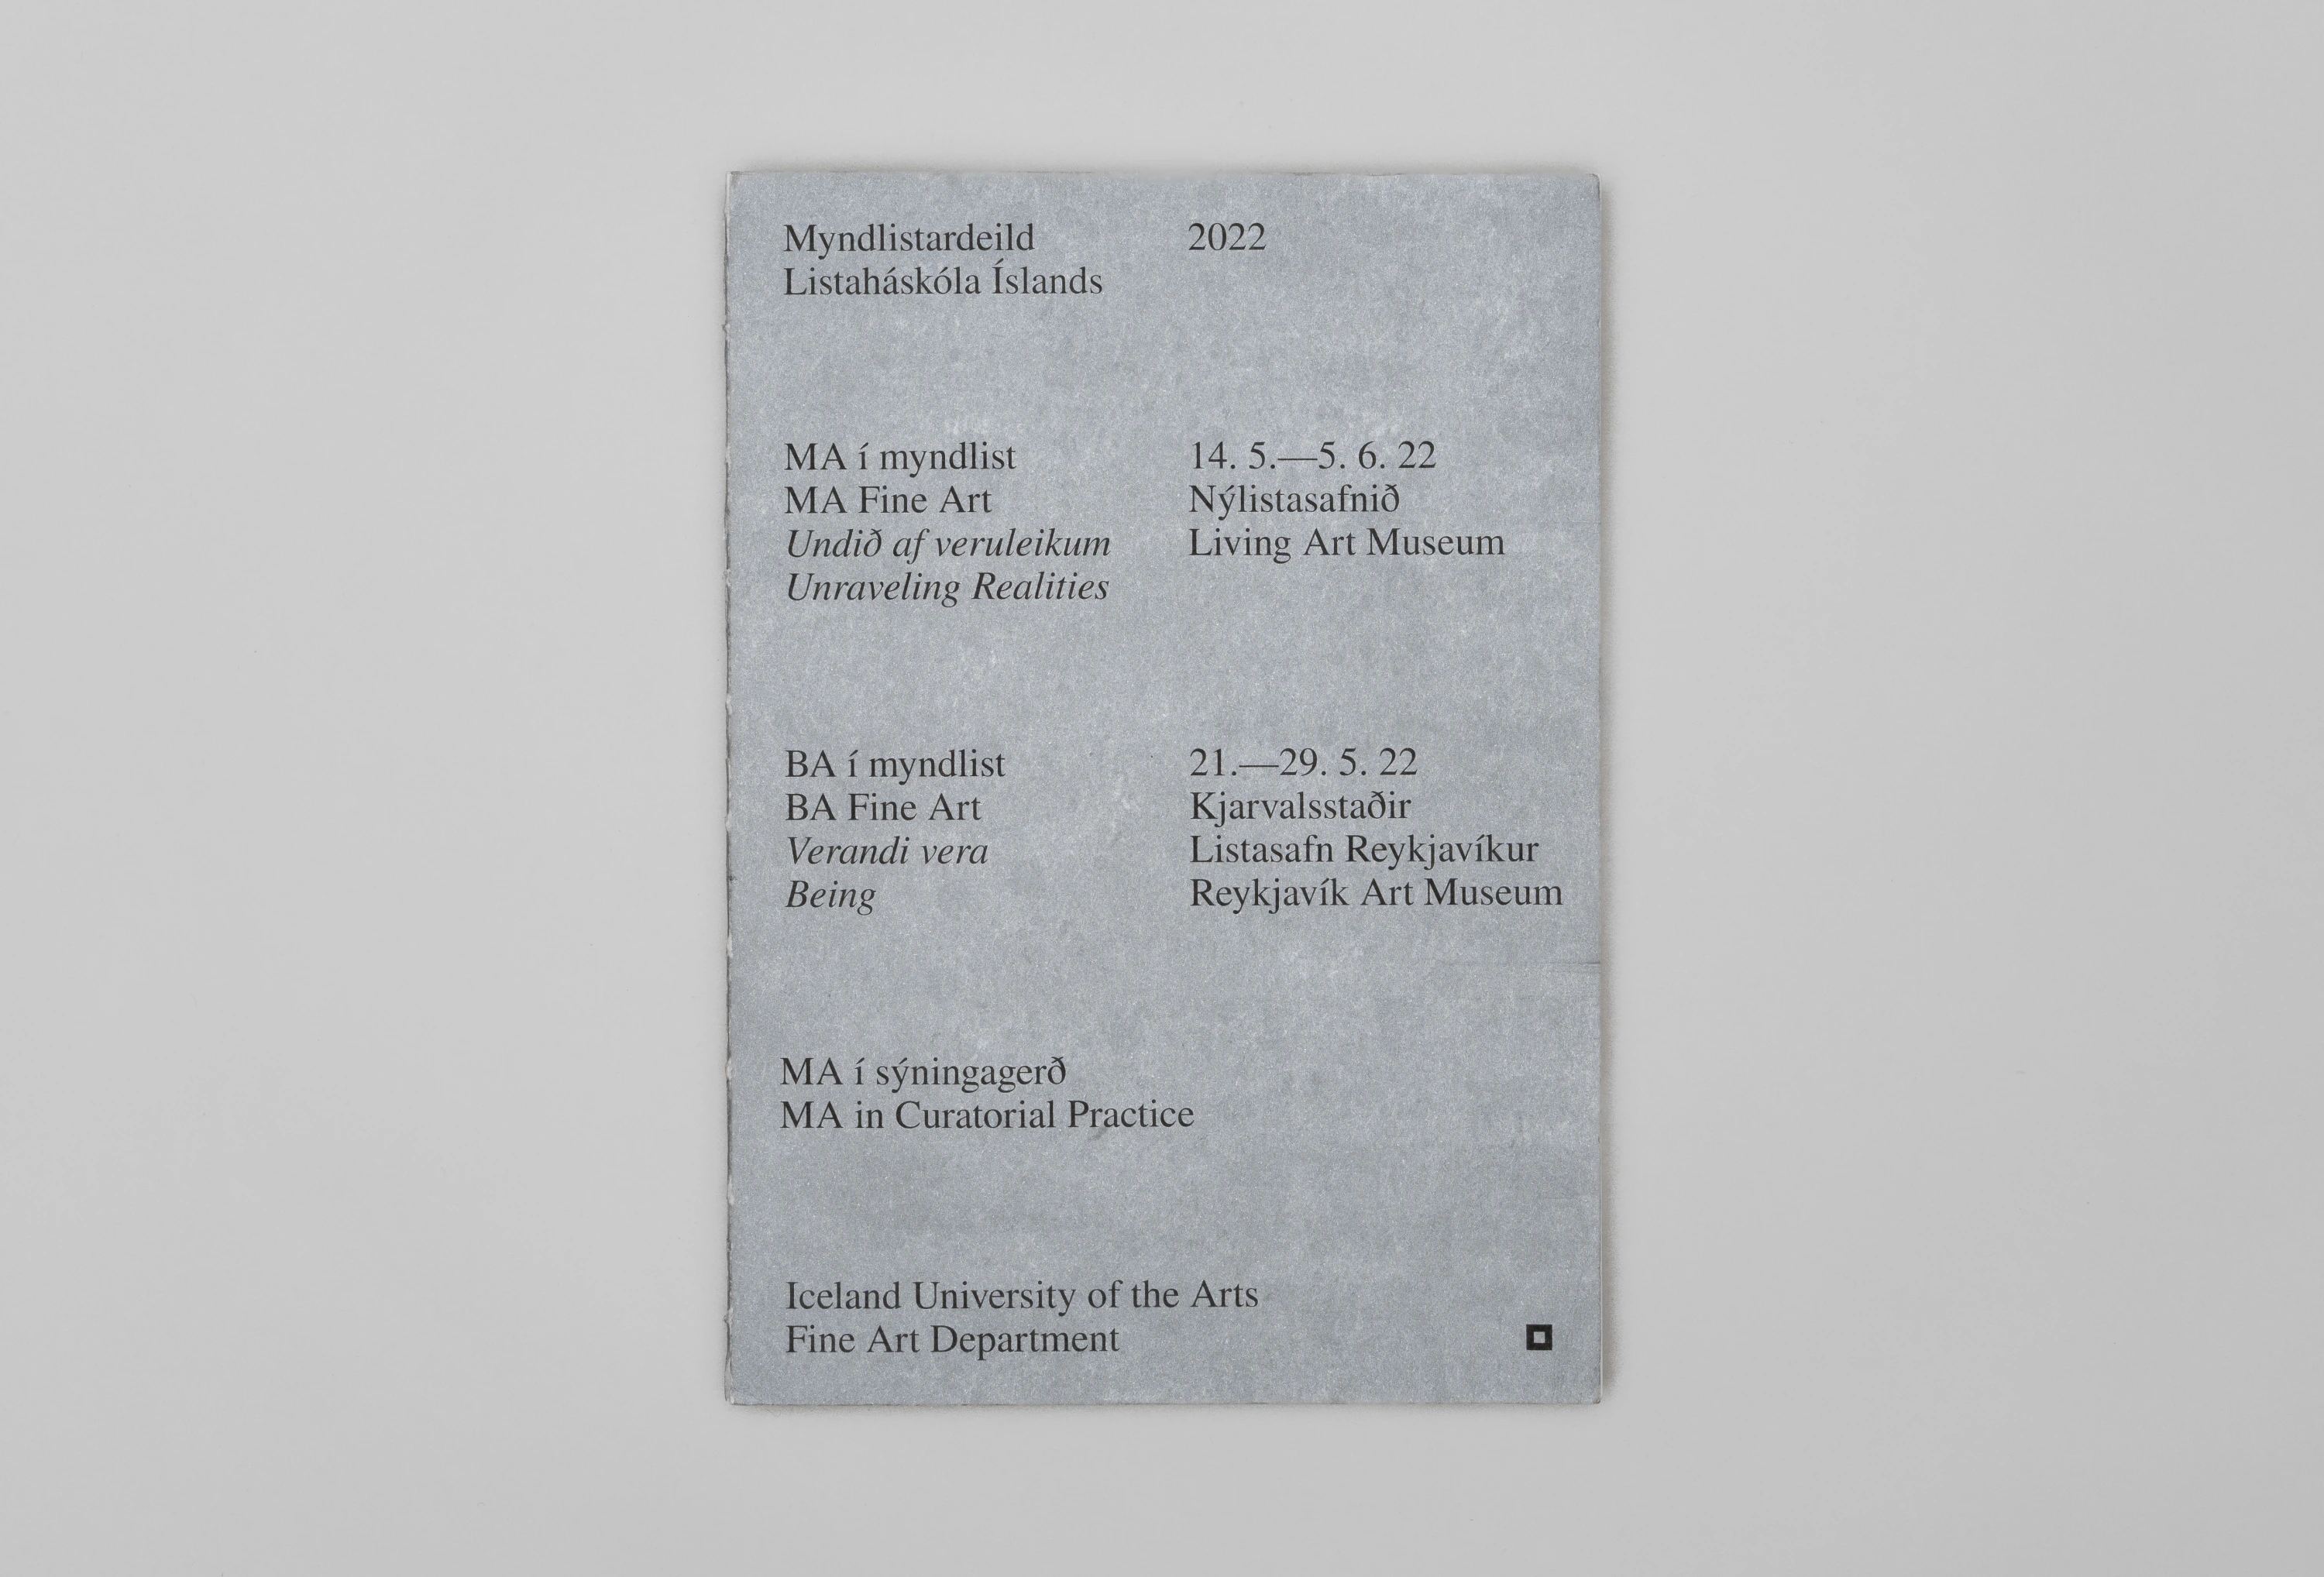 Myndlistardeild
Listaháskóla Íslands
2022
MA í myndlist
MA Fine Art
Undið af veruleikum
Unraveling Realities
14. 5.—5. 6. 22
Nýlistasafnið
Living Art Museum
BA í myndlist
BA Fine Art
Verandi vera
Being
21.—29. 5. 22
Kjarvalsstaðir
Listasafn Reykjavíkur
Reykjavík Art Museum
MA í sýningagerð
MA in Curatorial Practice
Iceland University of the Arts
Fine Art Department